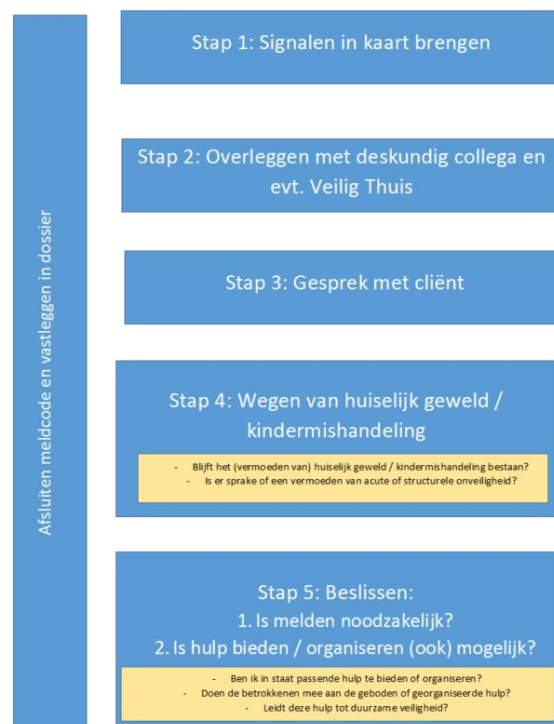 Afsluiten meldcode en vastleggen in dossier
Stap 1: Signalen in kaart brengen
Stap 2: Overleggen met deskundig collega en
evt. Veilig Thuis
Stap 3: Gesprek met cliënt
Stap 4: Wegen van huiselijk geweld /
kindermishandeling
- Blijft het (vermoeden van) huiselijk geweld / kindermishandeling bestaan?
- Is er sprake of een vermoeden van acute of structurele onveiligheid?
Stap 5: Beslissen:
1. Is melden noodzakelijk?
2. Is hulp bieden / organiseren (ook) mogelijk?
- Ben ik in staat passende hulp te bieden of organiseren?
- Doen de betrokkenen mee aan de geboden of georganiseerde hulp?
- Leidt deze hulp tot duurzame veiligheid?